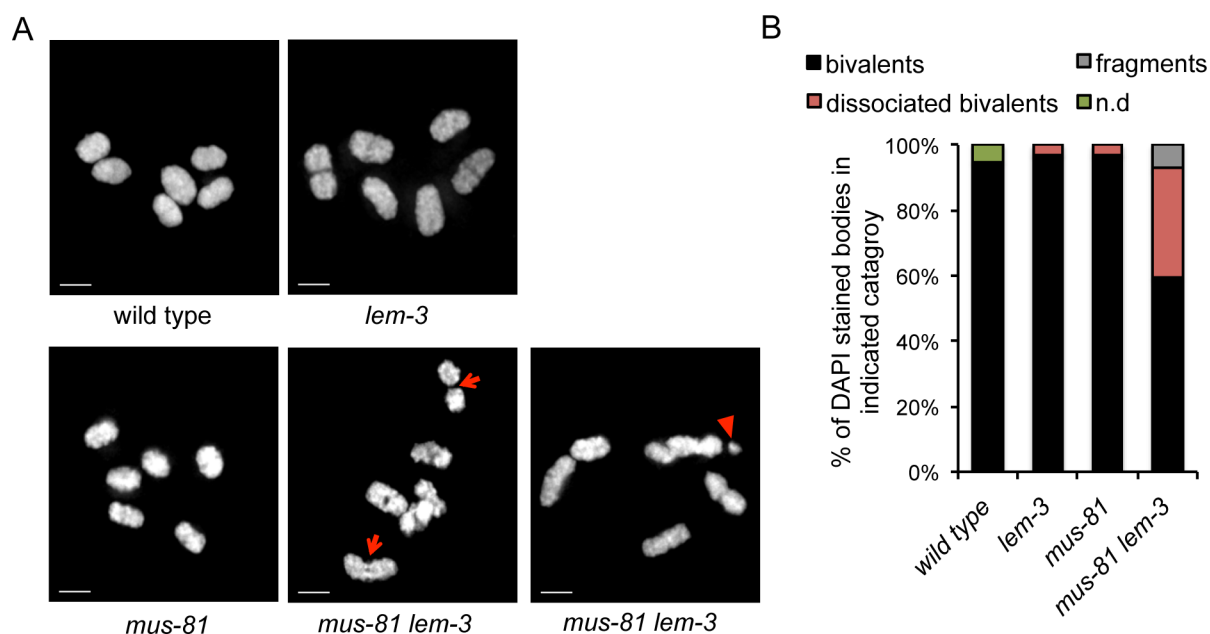 A
wild type
lem-3
mus-81
mus-81 lem-3
mus-81 lem-3
B
bivalents
fragments
dissociated bivalents
n.d
% of DAPI stained bodies in
indicated catagroy
100%
80%
60%
40%
20%
0%
wild type
lem-3
mus-81
mus-81 lem-3